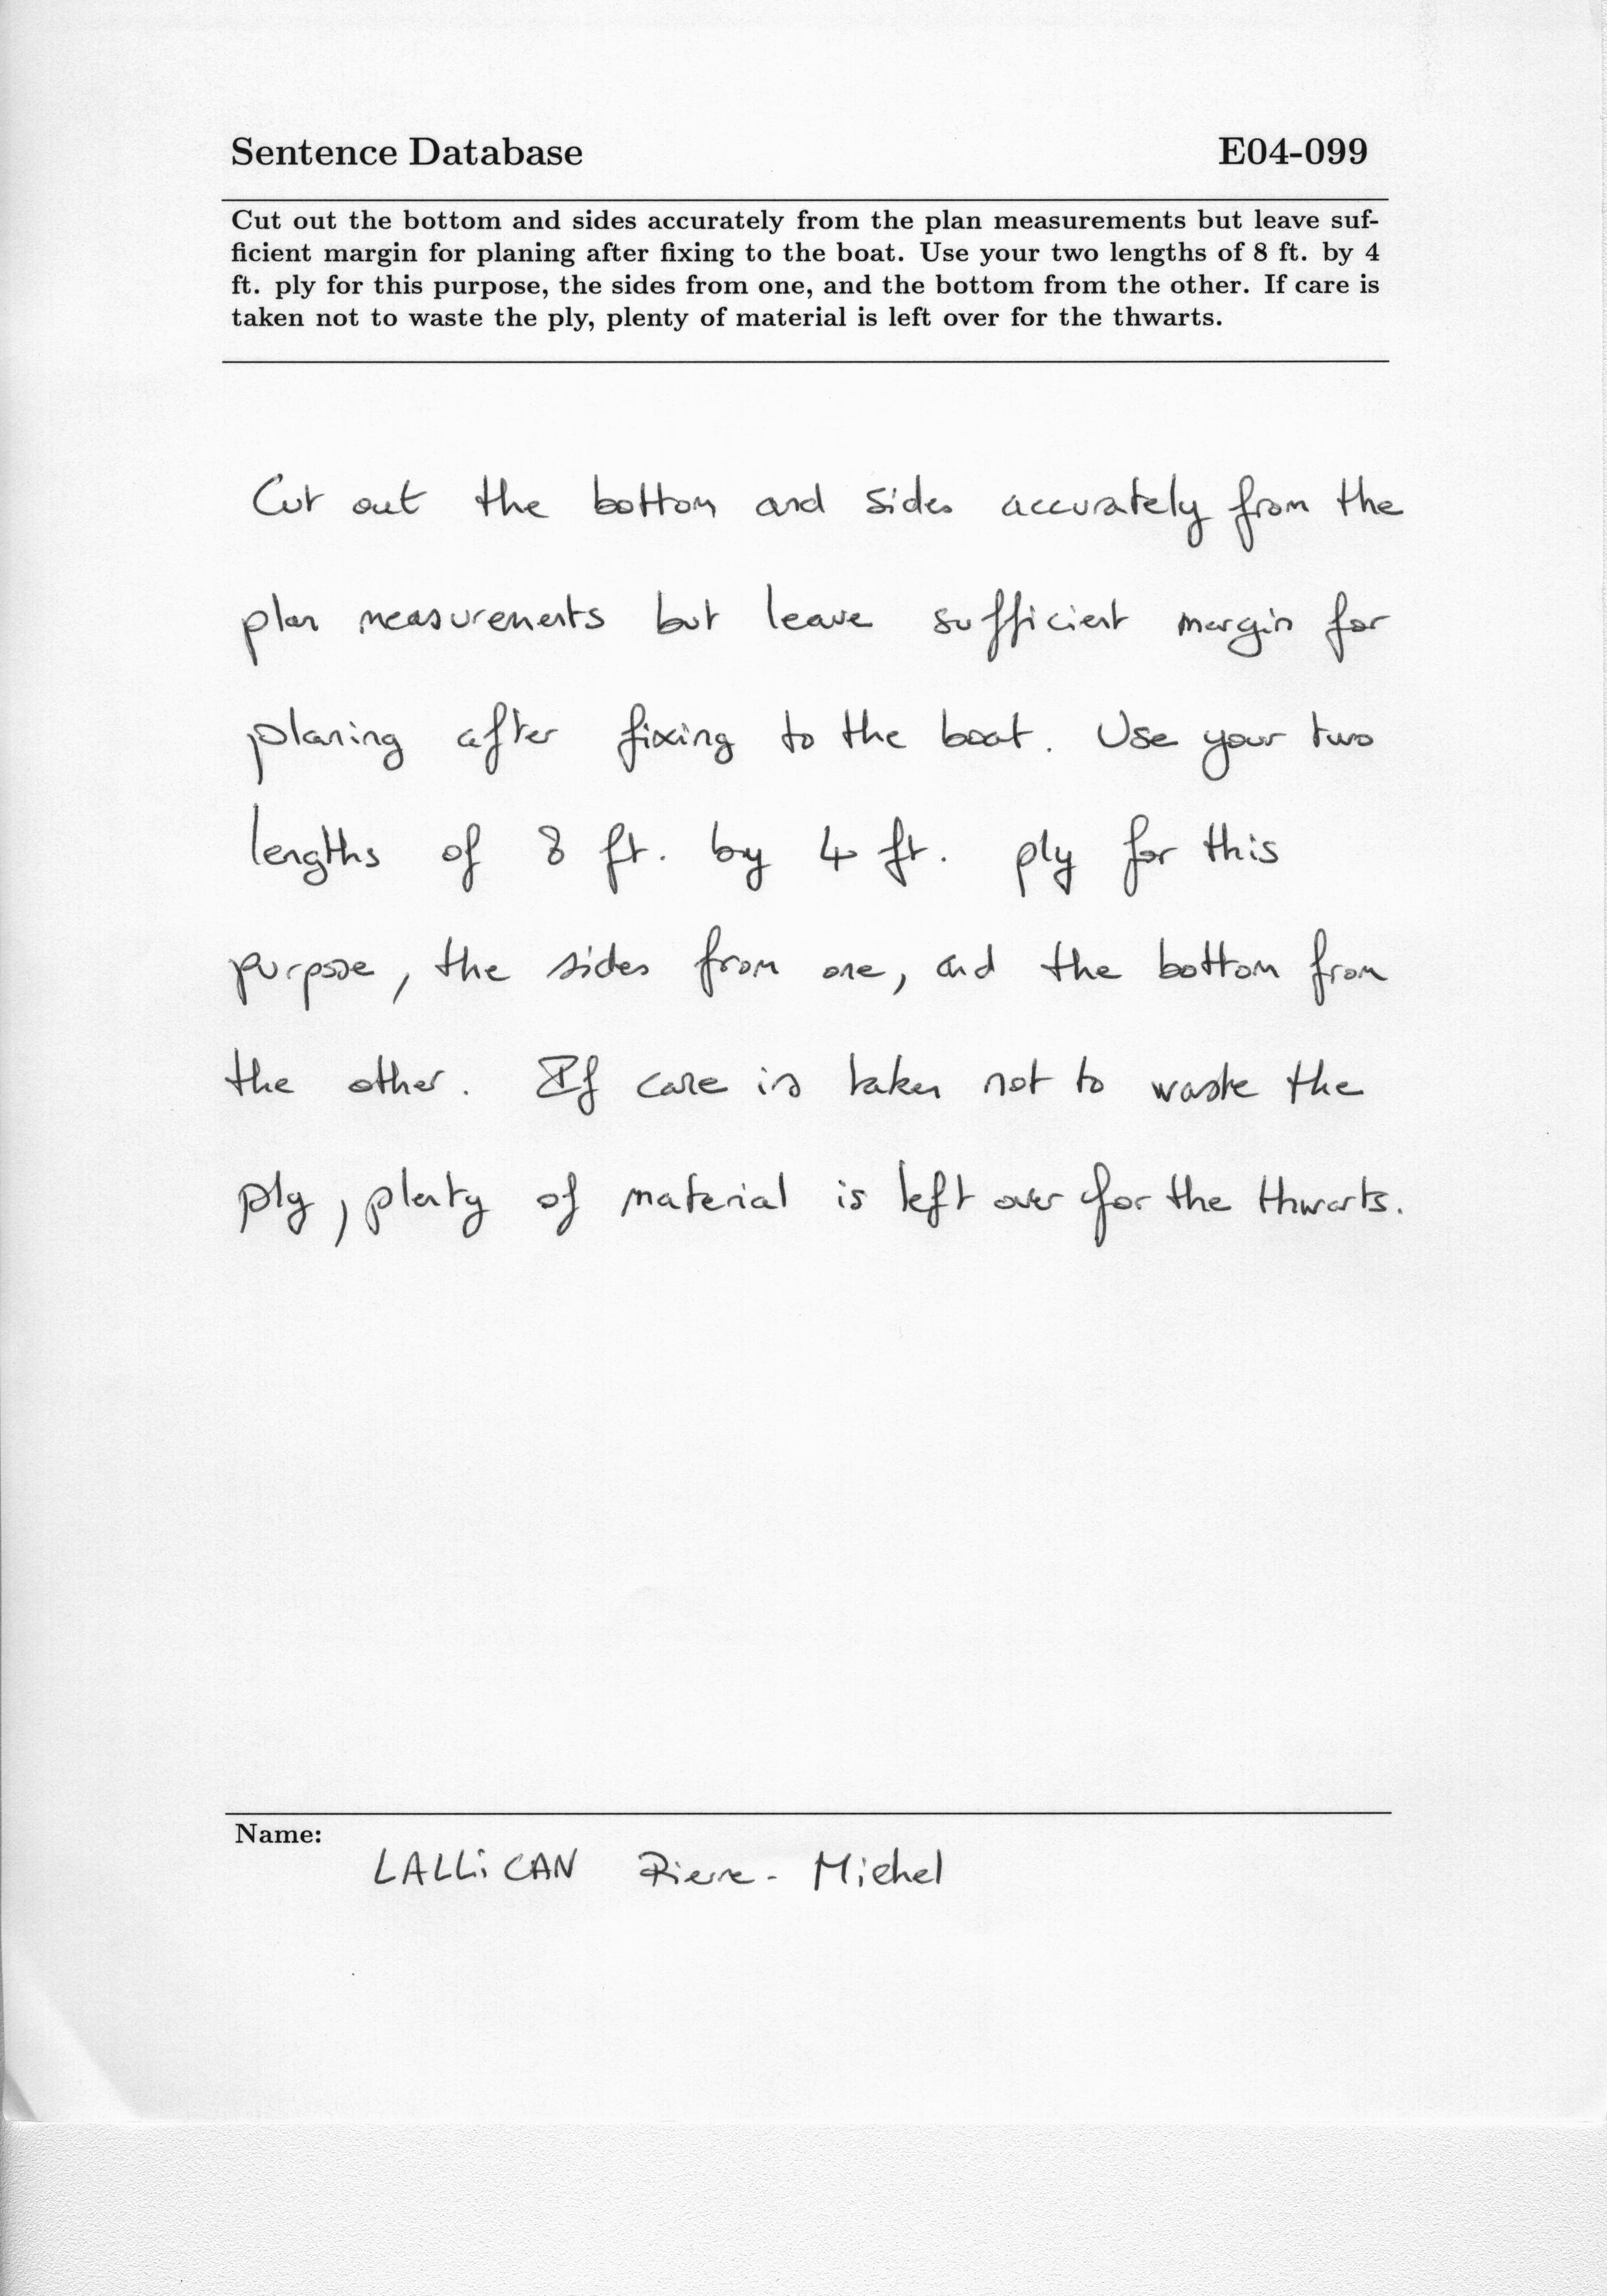 Sentence Database E04-099
Cut out the bottom and sides accurately from the plan measurements but leave suf-
ficient margin for planing after fixing to the boat. Use your two lengths of 8 ft. by 4
ft. ply for this purpose, the sides from one, and the bottom from the other. If care is
taken not to waste the ply, plenty of material is left over for the thwarts.
Cut out the bottom and sides accurately from the
plan measurements but leave sufficient margin for
planing after fixing to the boat. Use your two
lengths of 8 ft. by 4 ft. ply for this
purpose, the sides from one, and the bottom from
the other. If care is taken not to waste the
ply, plenty of material is left over for the thwarts.
Name:
LALLiCAN Pierre-Michel